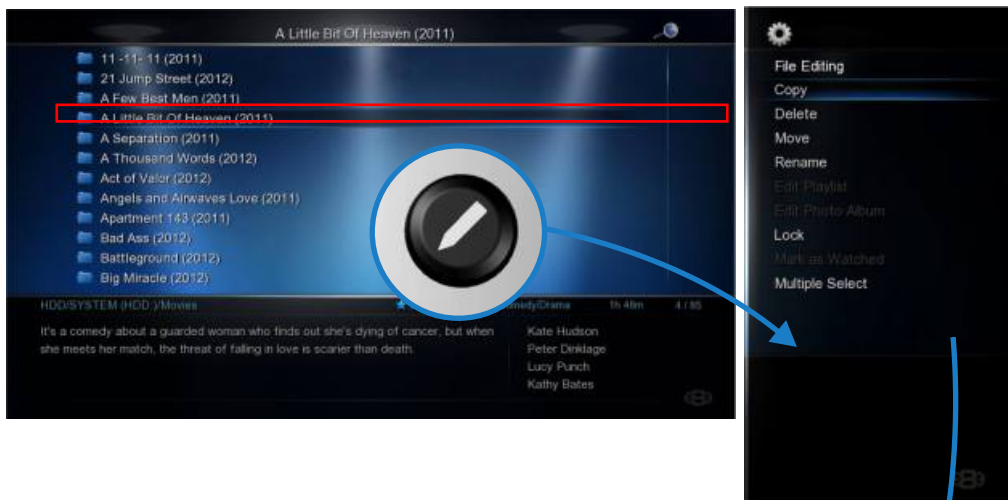 A Little Bit Of Heaven (2011)
11 -11- 11 (2011)
21 Jump Street (2012)
A Few Best Men (2011)
A Little Bit Of Heaven (2011)
A Separation (2011)
A Thousand Words (2012)
Act of Valor (2012)
Angels and Airwaves Love (2011)
Apartment 143 (2011)
Bad Ass (2012)
Battleground (2012)
Big Miracle (2012)
HDD/SYSTEM (HDD:)/Movies 1h 46m 4 / 85
It's a comedy about a guarded woman who finds out she's dying of cancer, but when
she meets her match, the threat of falling in love is scarier than death.
Kate Hudson
Peter Dinklage
Lucy Punch
Kathy Bates
File Editing
Copy
Delete
Move
Rename
Edit Playlist
Edit Photo Album
Lock
Mark as Watched
Multiple Select